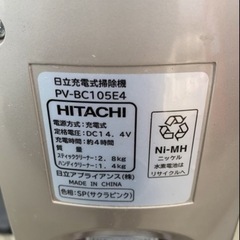 日立充電式掃除機
PV-BC105E4
HITACHI
電源方式：充電式
定格電圧：DC14．4V
充電時間：約4時間
質量
スティッククリーナー：2．8kg
ハンディクリーナー：1．4kg
日立アプライアンス(株)
MADE IN CHINA
色相：SP(サクラピンク)
Ni-MH
ニッケル
水素電池は
リサイクルへ